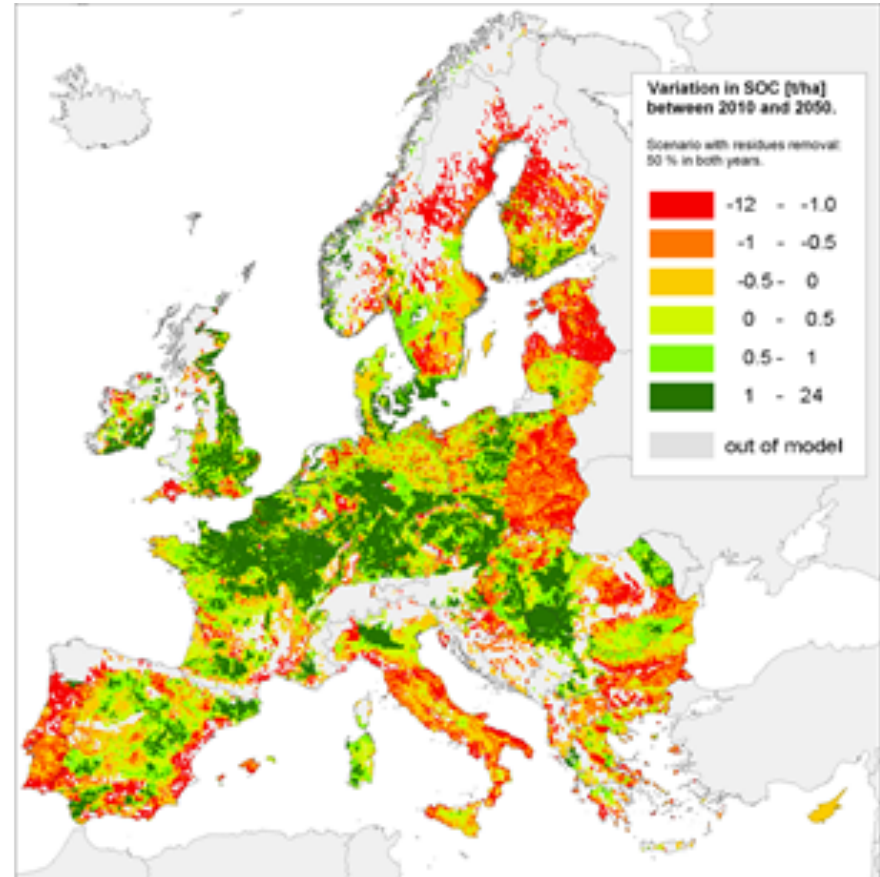 Variation in SOC [t/ha]
between 2010 and 2050.
Scenario with residues removal:
50 % in both years.
-12 - -1.0
-1 - -0.5
-0.5 - 0
0 - 0.5
0.5 - 1
1 - 24
out of model